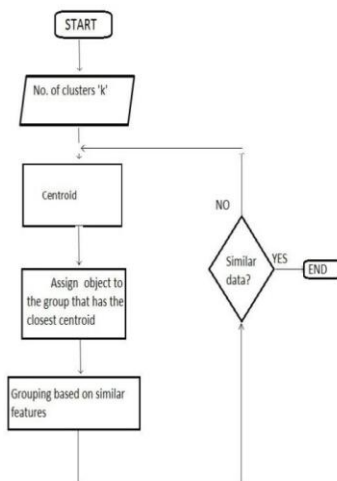 START
No. of clusters 'k'
Centroid
Assign object to
the group that has the
closest centroid
Grouping based on similar
features
NO
Similar
data?
YES
END